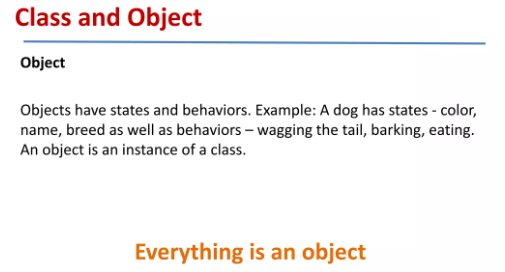 Class and Object
Object
Objects have states and behaviors. Example: A dog has states - color,
name, breed as well as behaviors – wagging the tail, barking, eating.
An object is an instance of a class.
Everything is an object